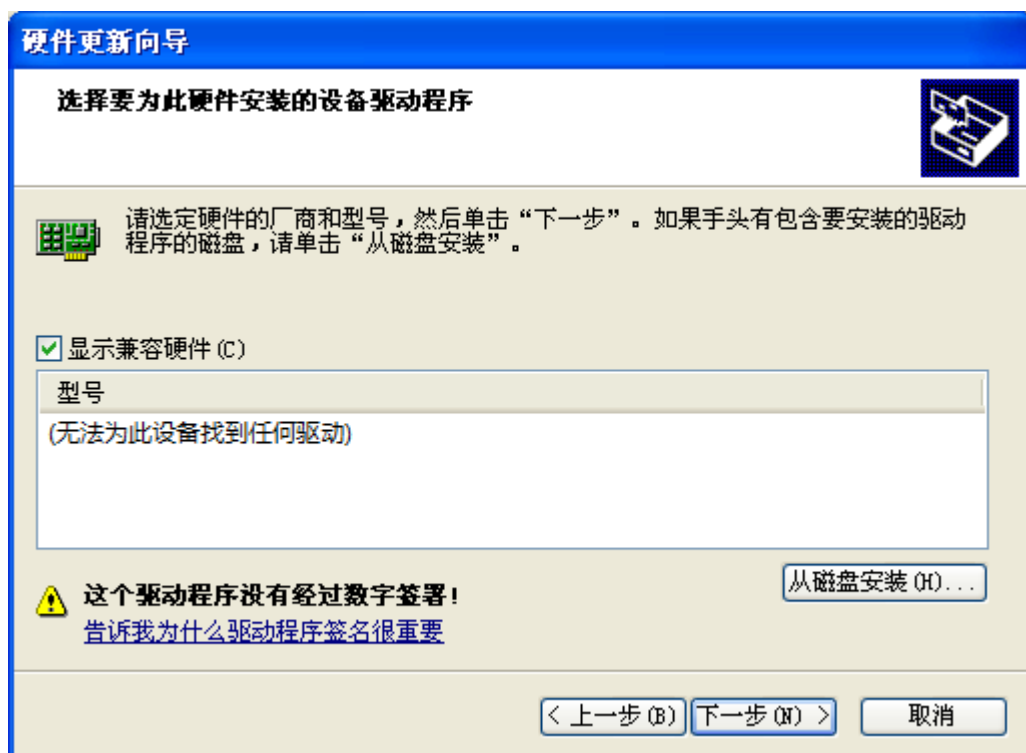 硬件更新向导
选择要为此硬件安装的设备驱动程序
请选定硬件的厂商和型号，然后单击“下一步”。如果手头有包含要安装的驱动
程序的磁盘，请单击“从磁盘安装”。
显示兼容硬件(C)
型号
(无法为此设备找到任何驱动)
这个驱动程序没有经过数字签署!
从磁盘安装(H)...
告诉我为什么驱动程序签名很重要
< 上一步(B)
下一步(N) >
取消